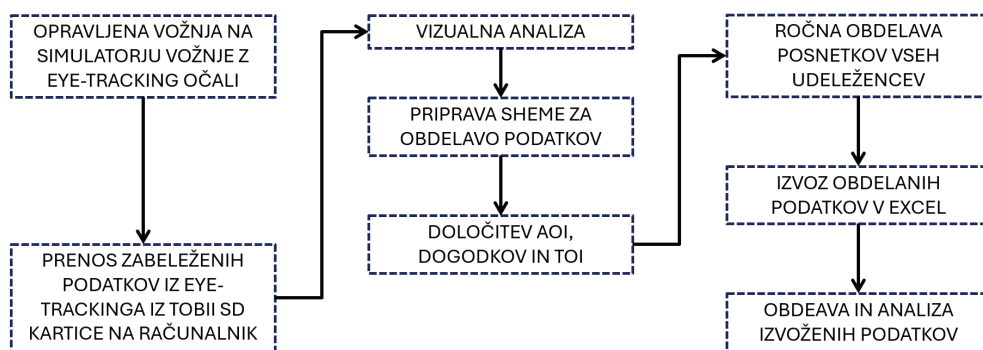 OPRAVLJENA VOŽNJA NA
SIMULATORJU VOŽNJE Z
EYE-TRACKING OČALI
PRENOS ZABELEŽENIH
PODATKOV IZ EYE-
TRACKINGA IZ TOBII SD
KARTICE NA RAČUNALNIK
VIZUALNA ANALIZA
PRIPRAVA SHEME ZA
OBDELAVO PODATKOV
DOLOČITEV AOI,
DOGODKOV IN TOI
ROČNA OBDELAVA
POSNETKOV VSEH
UDELEŽENCEV
IZVOZ OBDELANIH
PODATKOV V EXCEL
OBDEAVA IN ANALIZA
IZVOŽENIH PODATKOV